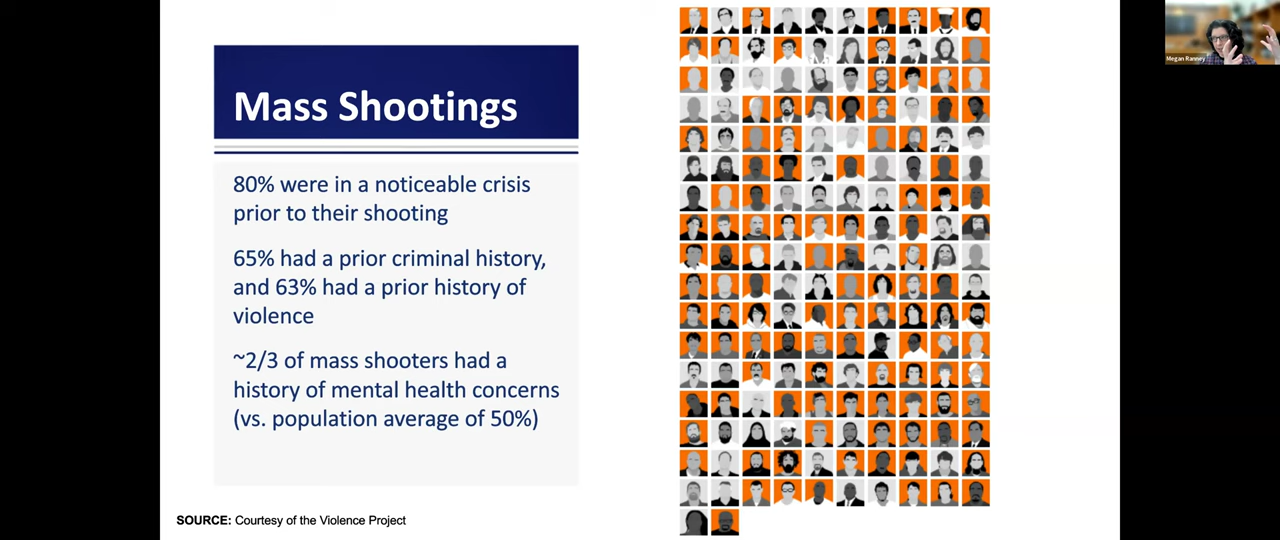 Mass Shootings
80% were in a noticeable crisis
prior to their shooting
65% had a prior criminal history,
and 63% had a prior history of
violence
~2/3 of mass shooters had a
history of mental health concerns
(vs. population average of 50%)
SOURCE: Courtesy of the Violence Project
Megan Ranney